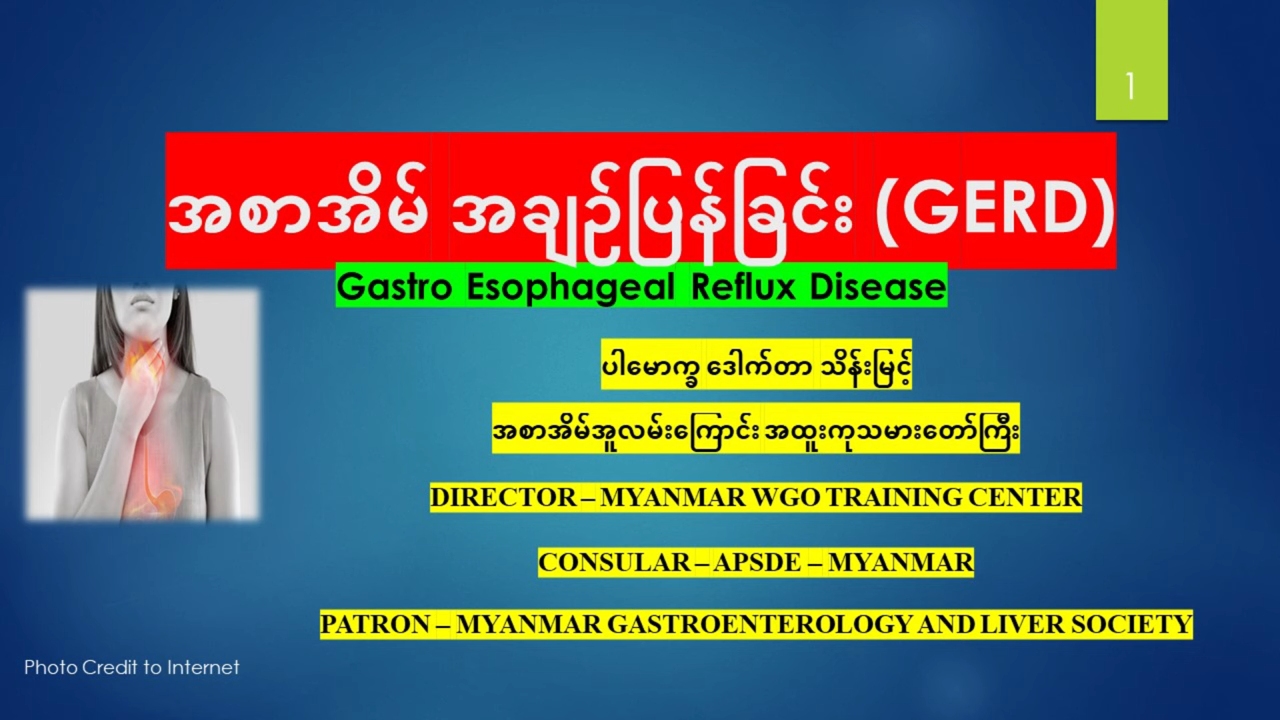 1
အစာအိမ် အချဉ်ပြန်ခြင်း (GERD)
Gastro Esophageal Reflux Disease
ပါမောက္ခ ဒေါက်တာ သိန်းမြင့်
အစာအိမ်အူလမ်းကြောင်း အထူးကုသမားတော်ကြီး
DIRECTOR – MYANMAR WGO TRAINING CENTER
CONSULAR – APSDE – MYANMAR
PATRON – MYANMAR GASTROENTEROLOGY AND LIVER SOCIETY
Photo Credit to Internet